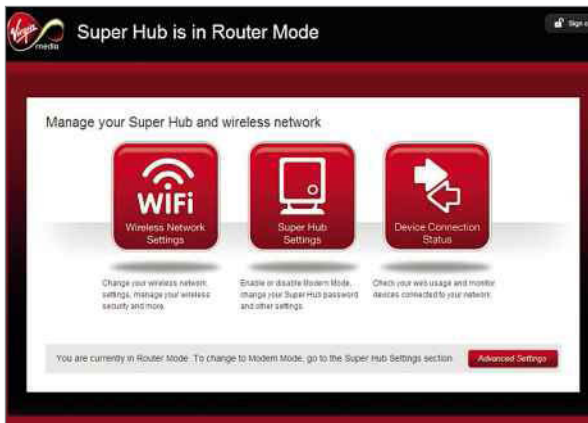 Virgin media
Super Hub is in Router Mode
Sign
Manage your Super Hub and wireless network
WiFi
Wireless Network
Settings
Super Hub
Settings
Device Connection
Status
Change your wireless network
settings, manage your wireless
security and more.
Enable or disable Modem Mode,
change your Super Hub password
and other settings.
Check your web usage and monitor
devices connected to your network.
You are currently in Router Mode. To change to Modem Mode, go to the Super Hub Settings section
Advanced Settings